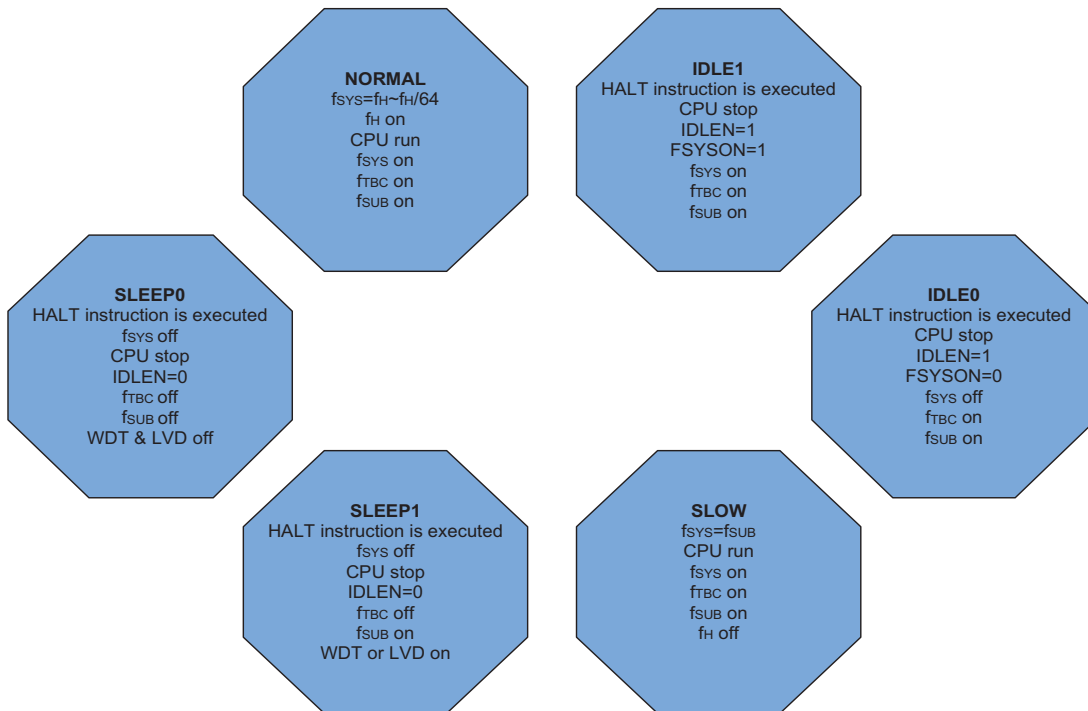 NORMAL
fSYS=fH~fH/64
fH on
CPU run
fSYS on
fTBC on
fSUB on
IDLE1
HALT instruction is executed
CPU stop
IDLEN=1
FSYSON=1
fSYS on
fTBC on
fSUB on
SLEEP0
HALT instruction is executed
fSYS off
CPU stop
IDLEN=0
fTBC off
fSUB off
WDT & LVD off
IDLE0
HALT instruction is executed
CPU stop
IDLEN=1
FSYSON=0
fSYS off
fTBC on
fSUB on
SLEEP1
HALT instruction is executed
fSYS off
CPU stop
IDLEN=0
fTBC off
fSUB on
WDT or LVD on
SLOW
fSYS=fSUB
CPU run
fSYS on
fTBC on
fSUB on
fH off